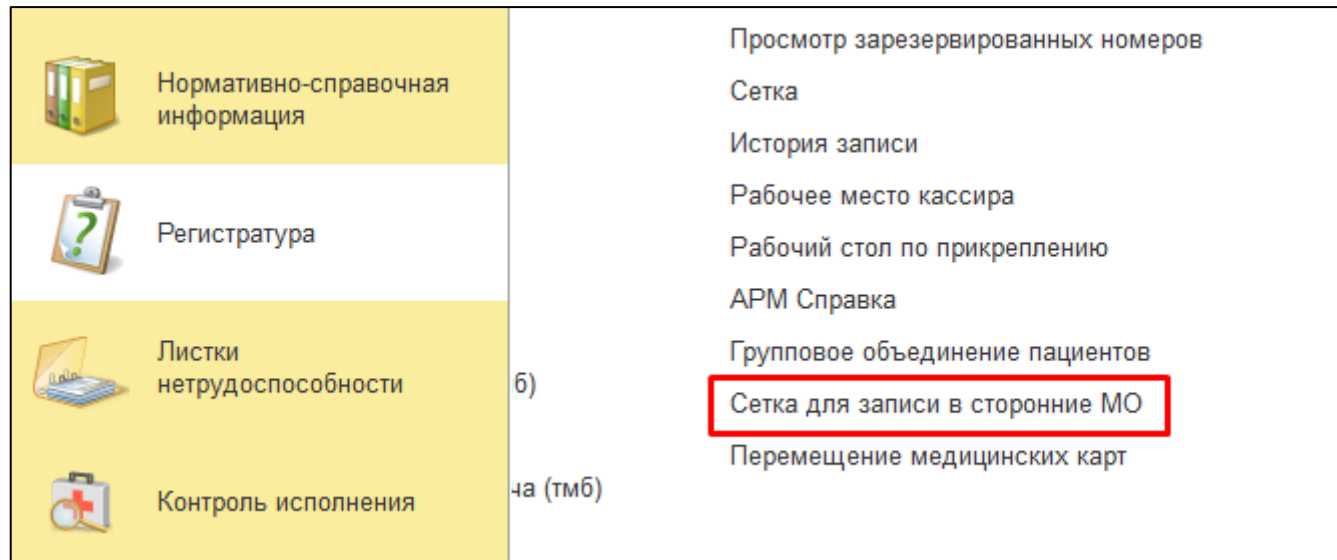 Нормативно-справочная
информация
Регистратура
Листки
нетрудоспособности
Контроль исполнения
б)
ча (тмб)
Просмотр зарезервированных номеров
Сетка
История записи
Рабочее место кассира
Рабочий стол по прикреплению
АРМ Справка
Групповое объединение пациентов
Сетка для записи в сторонние МО
Перемещение медицинских карт